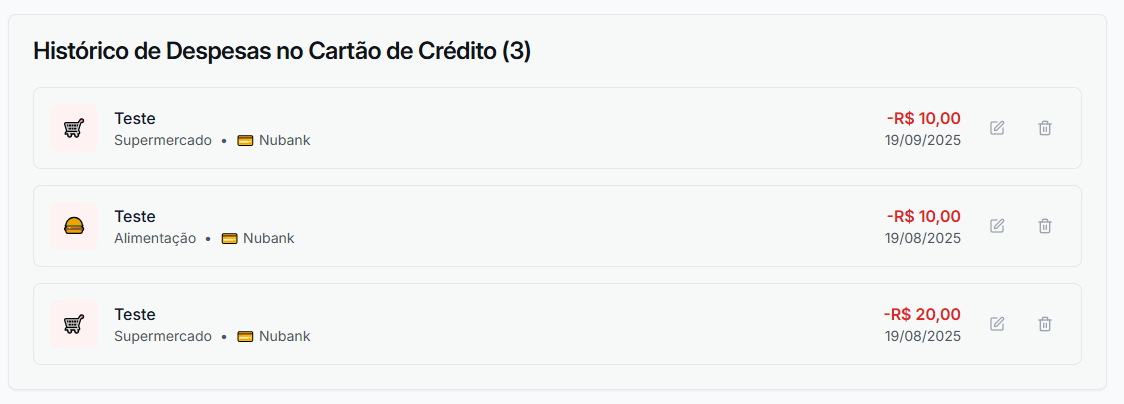 Histórico de Despesas no Cartão de Crédito (3)
Teste
-R$ 10,00
Supermercado • Nubank
19/09/2025
Teste
-R$ 10,00
Alimentação • Nubank
19/08/2025
Teste
-R$ 20,00
Supermercado • Nubank
19/08/2025